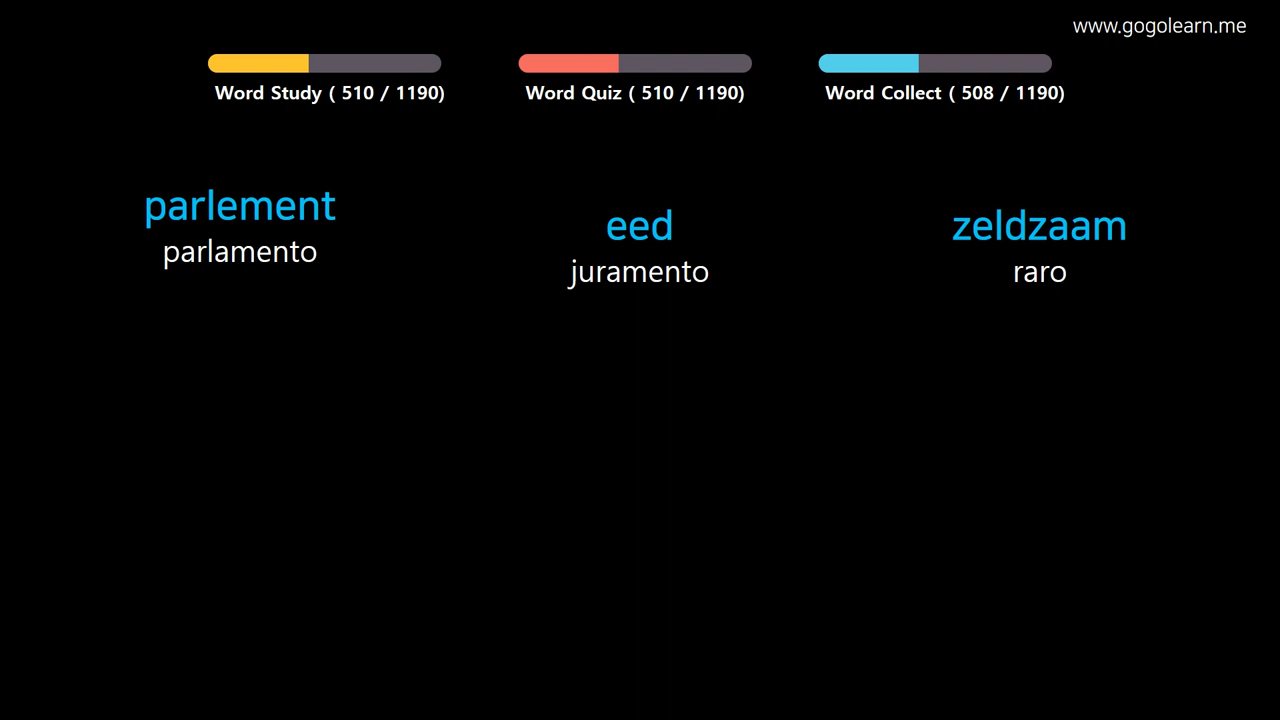 www.gogolearn.me
Word Study ( 510 / 1190)
Word Quiz ( 510 / 1190)
Word Collect ( 508 / 1190)
parlement
parlamento
eed
juramento
zeldzaam
raro